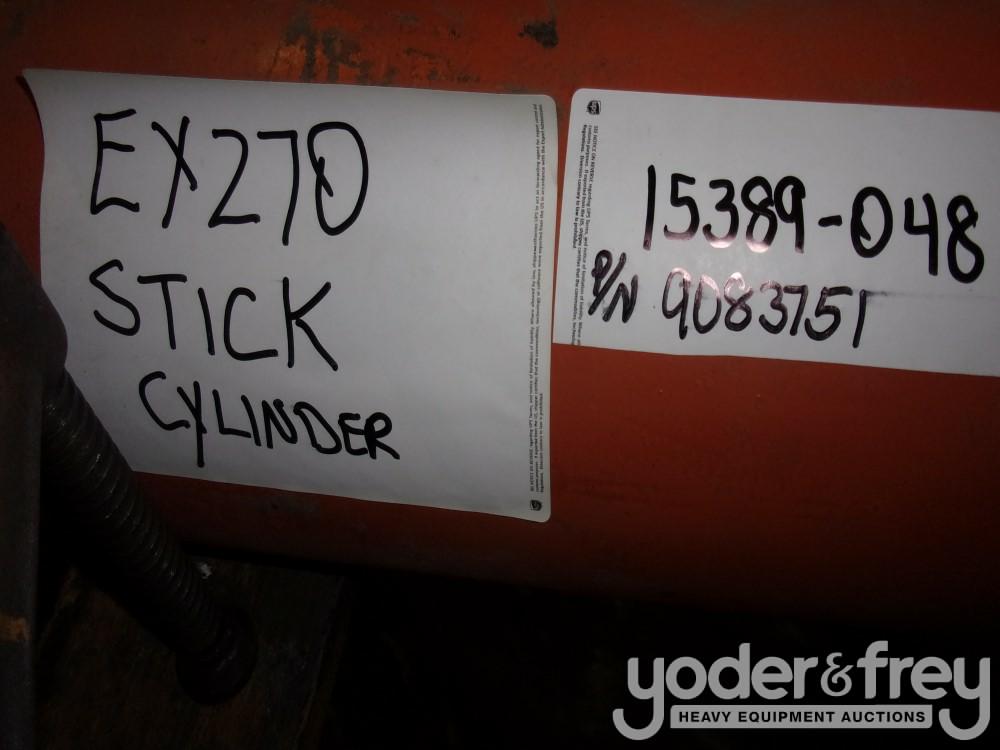 EX270
STICK
CYLINDER
15389-048
P/N 9083751
yoder&frey
HEAVY EQUIPMENT AUCTIONS